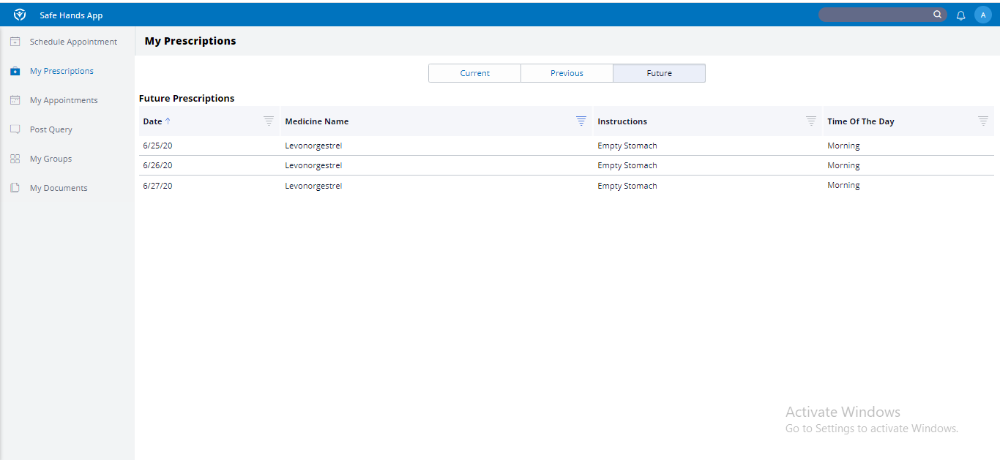 Safe Hands App
A
Schedule Appointment
My Prescriptions
My Appointments
Post Query
My Groups
My Documents
My Prescriptions
Current Previous Future
Future Prescriptions
Date ↑ Medicine Name Instructions Time Of The Day
6/25/20 Levonorgestrel Empty Stomach Morning
6/26/20 Levonorgestrel Empty Stomach Morning
6/27/20 Levonorgestrel Empty Stomach Morning
Activate Windows
Go to Settings to activate Windows.